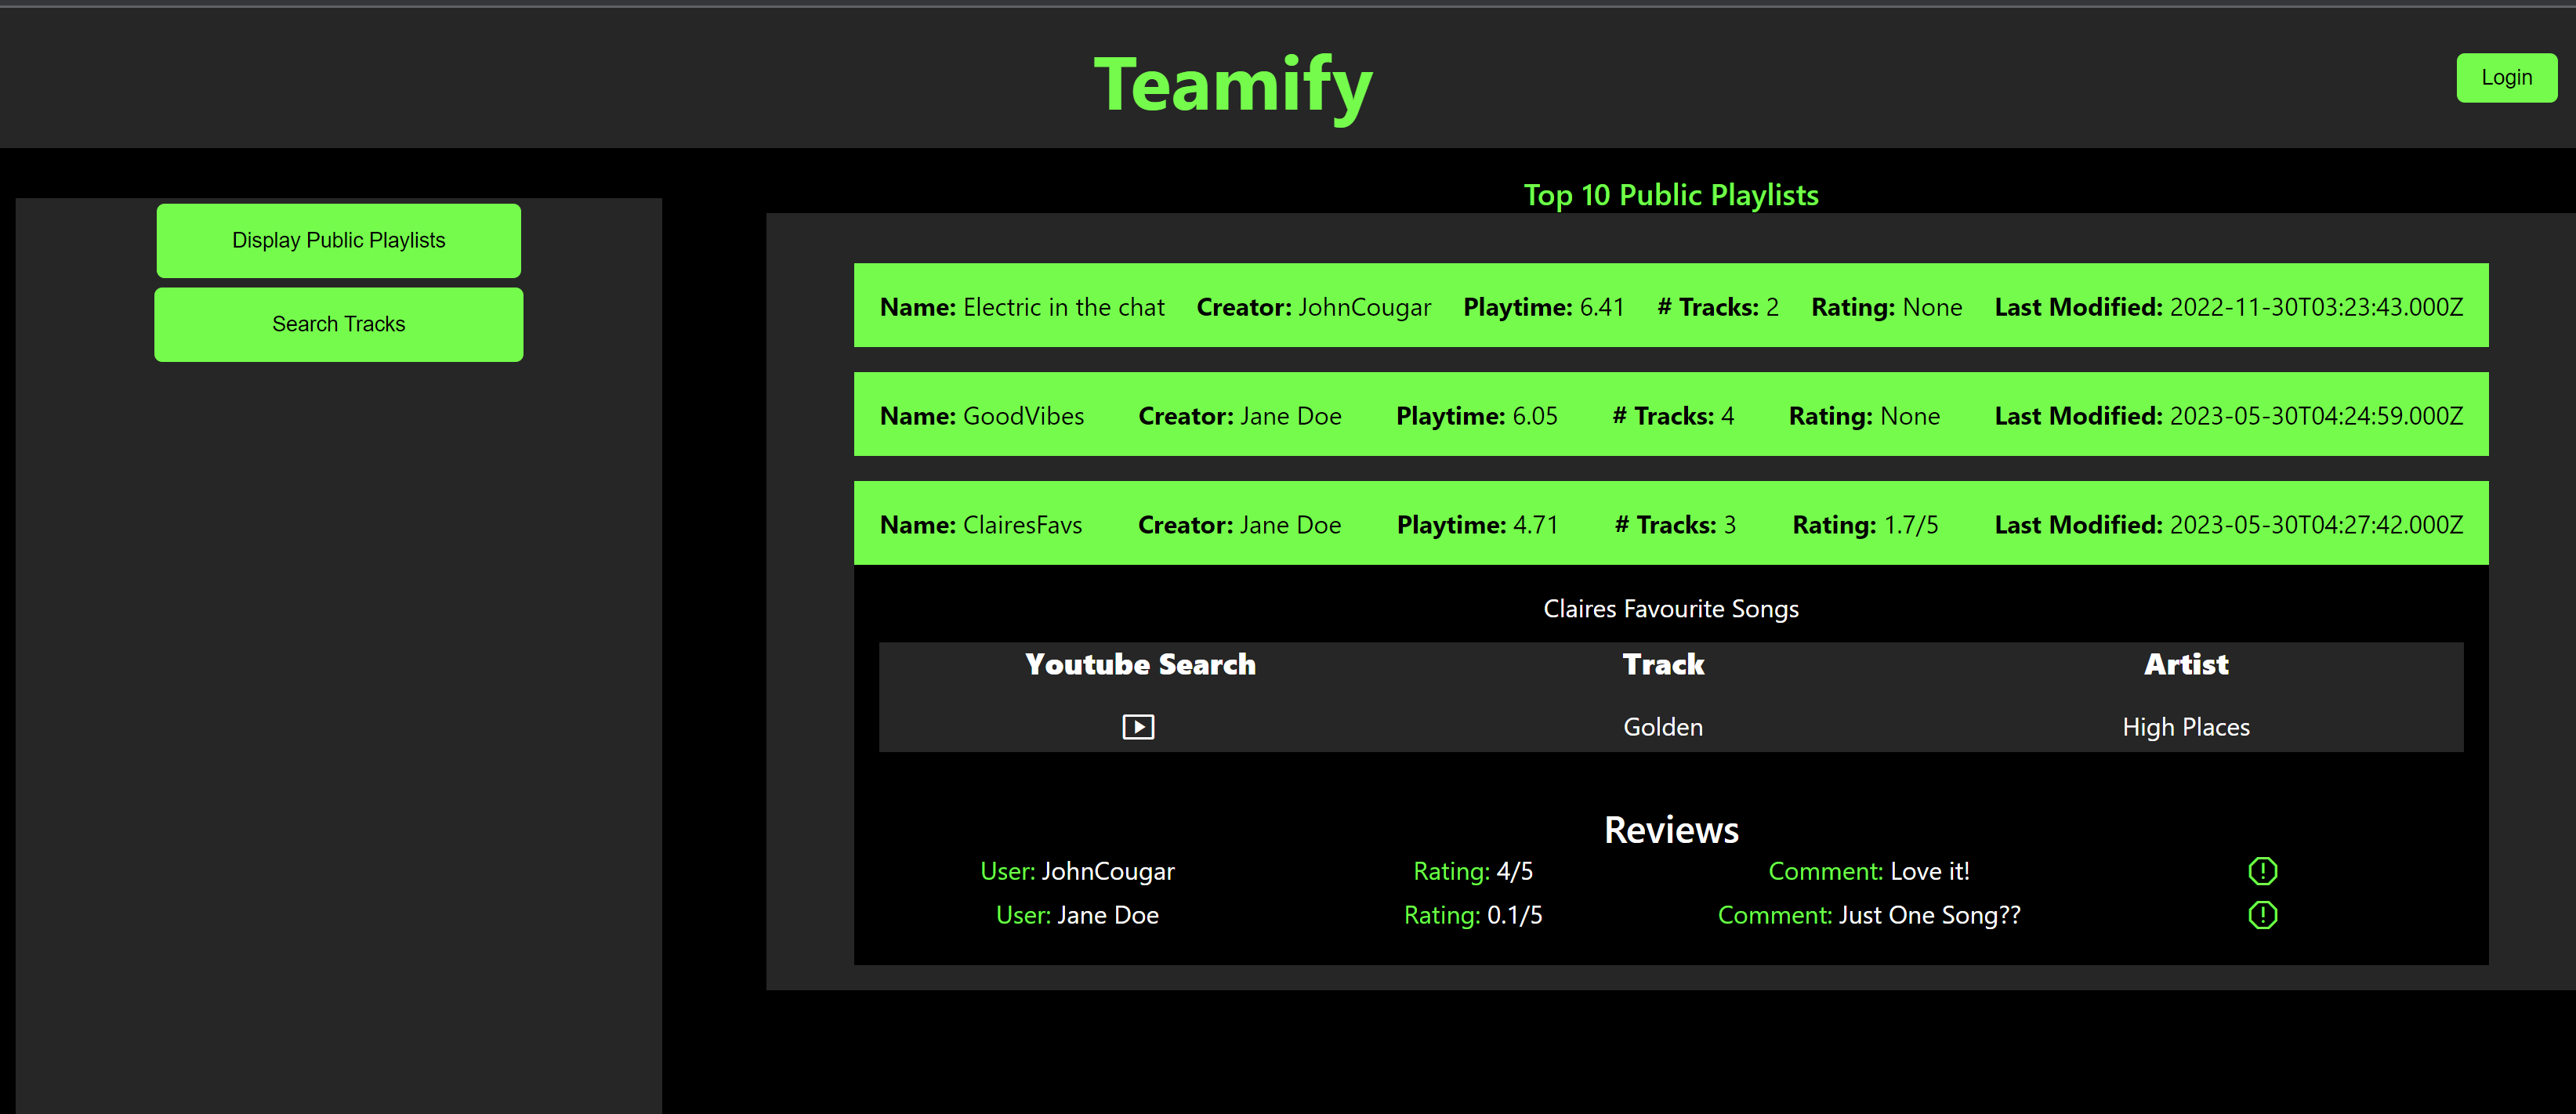 Teamify
Login
Display Public Playlists
Search Tracks
Top 10 Public Playlists
Name: Electric in the chat Creator: JohnCougar Playtime: 6.41 # Tracks: 2 Rating: None Last Modified: 2022-11-30T03:23:43.000Z
Name: GoodVibes Creator: Jane Doe Playtime: 6.05 # Tracks: 4 Rating: None Last Modified: 2023-05-30T04:24:59.000Z
Name: ClairesFavs Creator: Jane Doe Playtime: 4.71 # Tracks: 3 Rating: 1.7/5 Last Modified: 2023-05-30T04:27:42.000Z
Claires Favourite Songs
Youtube Search Track Artist
Golden High Places
Reviews
User: JohnCougar Rating: 4/5 Comment: Love it!
User: Jane Doe Rating: 0.1/5 Comment: Just One Song??